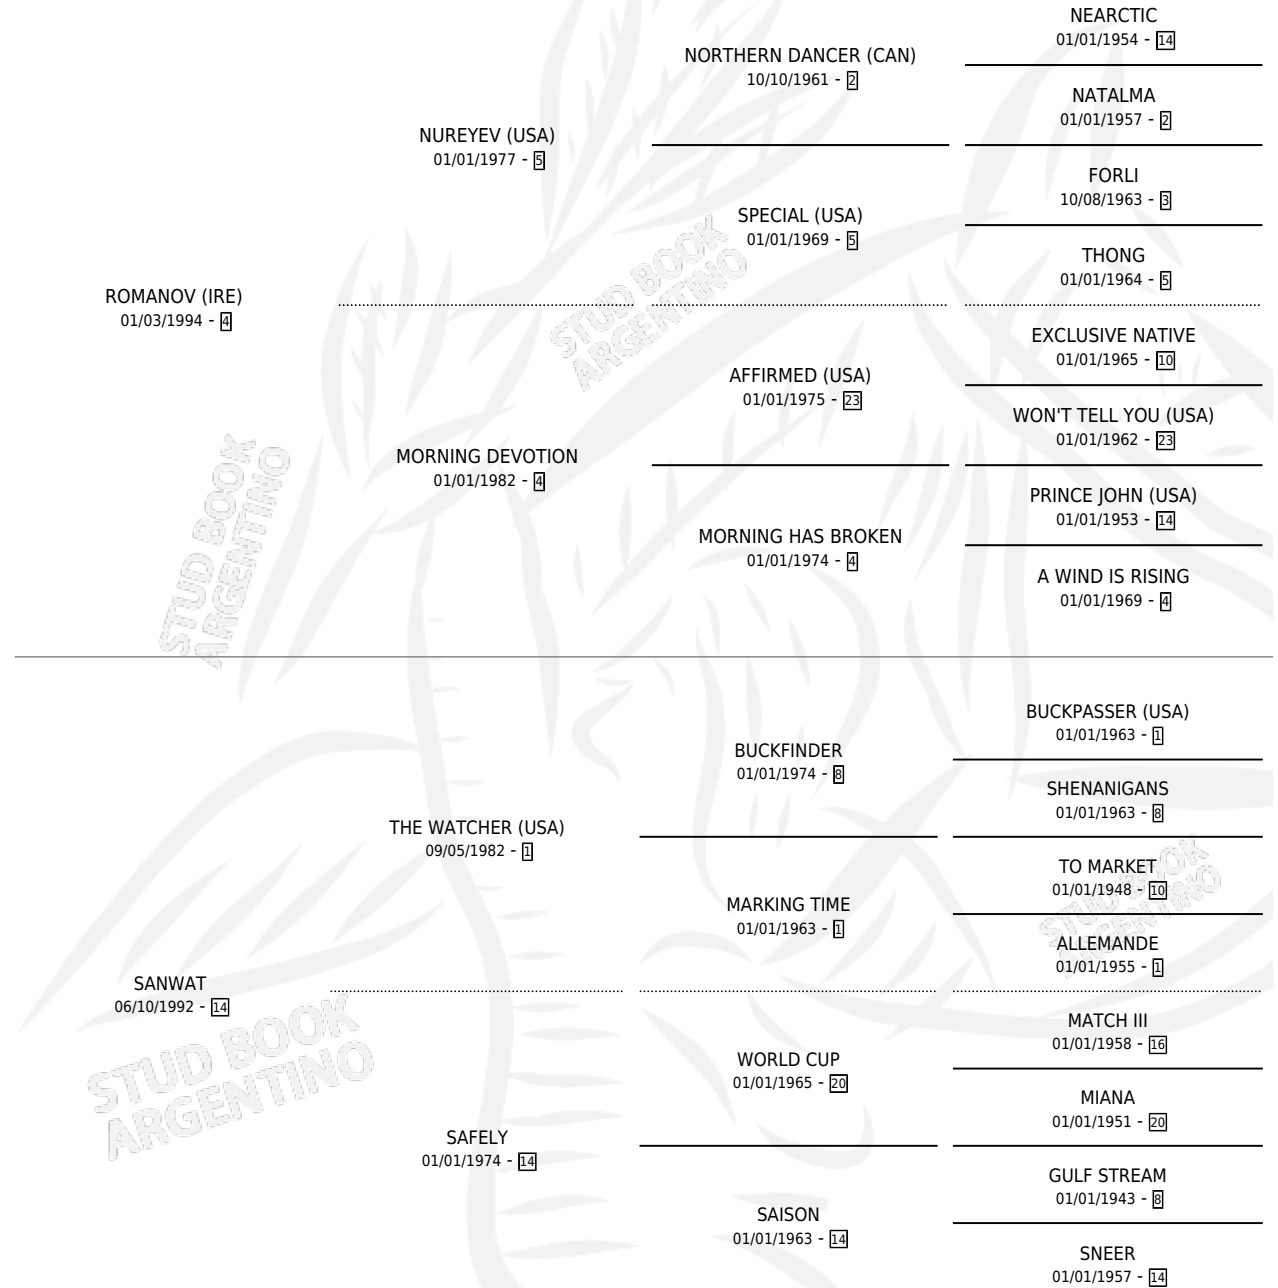 NEARCTIC
01/01/1954 - 14
NORTHERN DANCER (CAN)
10/10/1961 - 2
NATALMA
01/01/1957 - 2
NUREYEV (USA)
01/01/1977 - 5
FORLI
10/08/1963 - 3
SPECIAL (USA)
01/01/1969 - 5
THONG
01/01/1964 - 5
ROMANOV (IRE)
01/03/1994 - 4
EXCLUSIVE NATIVE
01/01/1965 - 10
AFFIRMED (USA)
01/01/1975 - 23
WON'T TELL YOU (USA)
01/01/1962 - 23
MORNING DEVOTION
01/01/1982 - 4
PRINCE JOHN (USA)
01/01/1953 - 14
MORNING HAS BROKEN
01/01/1974 - 4
A WIND IS RISING
01/01/1969 - 4
BUCKPASSER (USA)
01/01/1963 - 1
BUCKFINDER
01/01/1974 - 8
SHENANIGANS
01/01/1963 - 8
THE WATCHER (USA)
09/05/1982 - 1
TO MARKET
01/01/1948 - 10
MARKING TIME
01/01/1963 - 1
ALLEMANDE
01/01/1955 - 1
SANWAT
06/10/1992 - 14
MATCH III
01/01/1958 - 16
WORLD CUP
01/01/1965 - 20
MIANA
01/01/1951 - 20
SAFELY
01/01/1974 - 14
GULF STREAM
01/01/1943 - 8
SAISON
01/01/1963 - 14
SNEER
01/01/1957 - 14
STUD BOOK
ARGENTINO
STUD BOOK
ARGENTINO
STUD BOOK
ARGENTINO
STUD BOOK
ARGENTINO